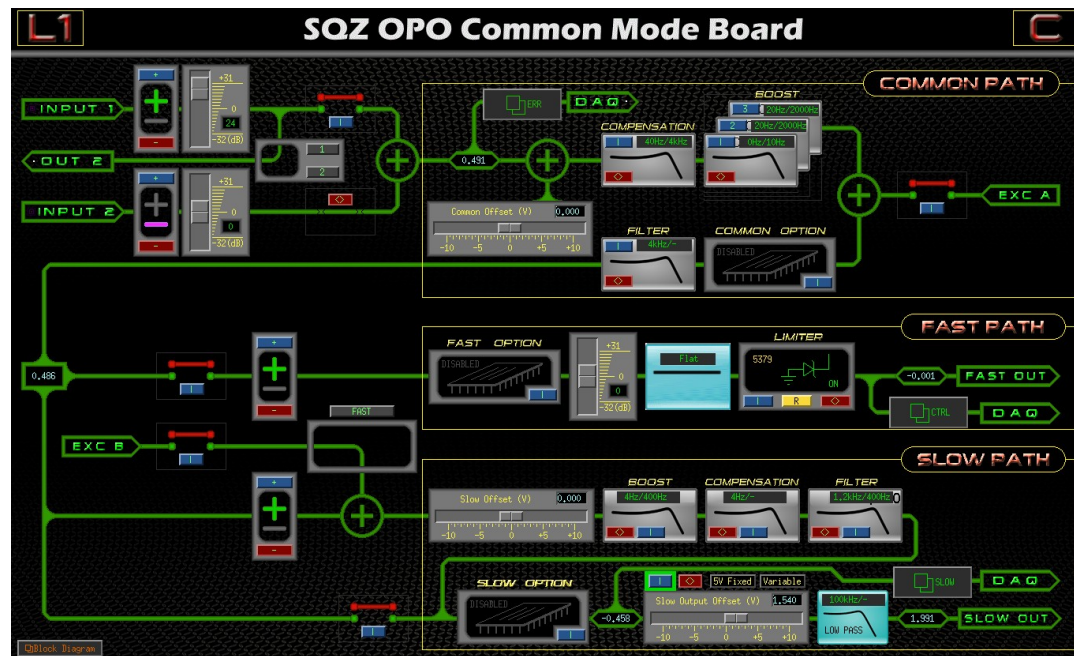 L1
SQZ OPO Common Mode Board
C
COMMON PATH
INPUT 1
+
+31
0
24
-32(dB)
-
I
ERR
DAQ
BOOST
3 20Hz/2000Hz
2 20Hz/2000Hz
I 0Hz/10Hz
COMPENSATION
I 40Hz/4kHz
OUT 2
1
2
0.491
EXC A
I
INPUT 2
+
+31
0
0
-32(dB)
-
Common Offset (V) 0.000
-10 -5 0 +5 +10
FILTER
I 4kHz/-
COMMON OPTION
DISABLED
I
FAST PATH
0.486
I
+
-
FAST OPTION
DISABLED
I
+31
0
0
-32(dB)
Flat
LIMITER
5379
ON
I R
-0.001
FAST OUT
CTRL
DAQ
FAST
EXC B
I
SLOW PATH
+
-
Slow Offset (V) 0.000
-10 -5 0 +5 +10
BOOST
4Hz/400Hz
I
COMPENSATION
4Hz/-
I
FILTER
1.2kHz/400Hz
I
SLOW
DAQ
I
SLOW OPTION
DISABLED
I
-0.458
I 5V Fixed Variable
Slow Output Offset (V) 1.540
-10 -5 0 +5 +10
100kHz/-
LOW PASS
1.991
SLOW OUT
Block Diagram